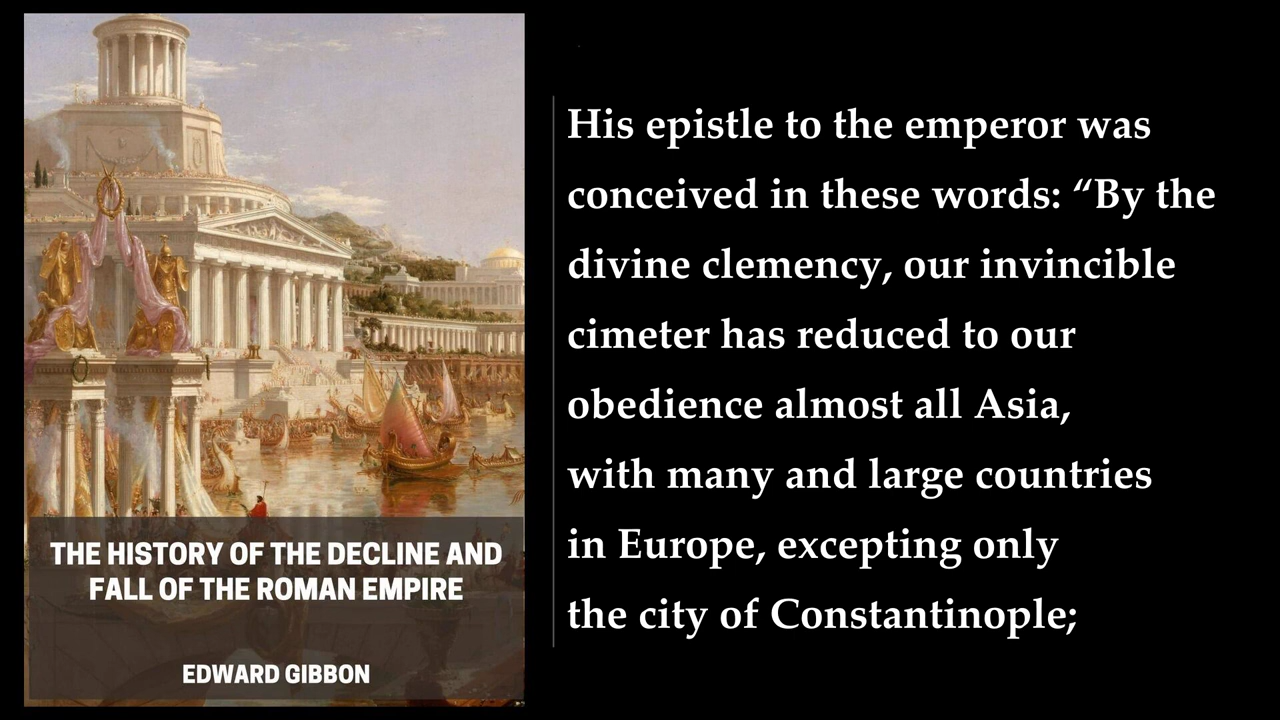 THE HISTORY OF THE DECLINE AND
FALL OF THE ROMAN EMPIRE
EDWARD GIBBON
His epistle to the emperor was
conceived in these words: “By the
divine clemency, our invincible
cimeter has reduced to our
obedience almost all Asia,
with many and large countries
in Europe, excepting only
the city of Constantinople;